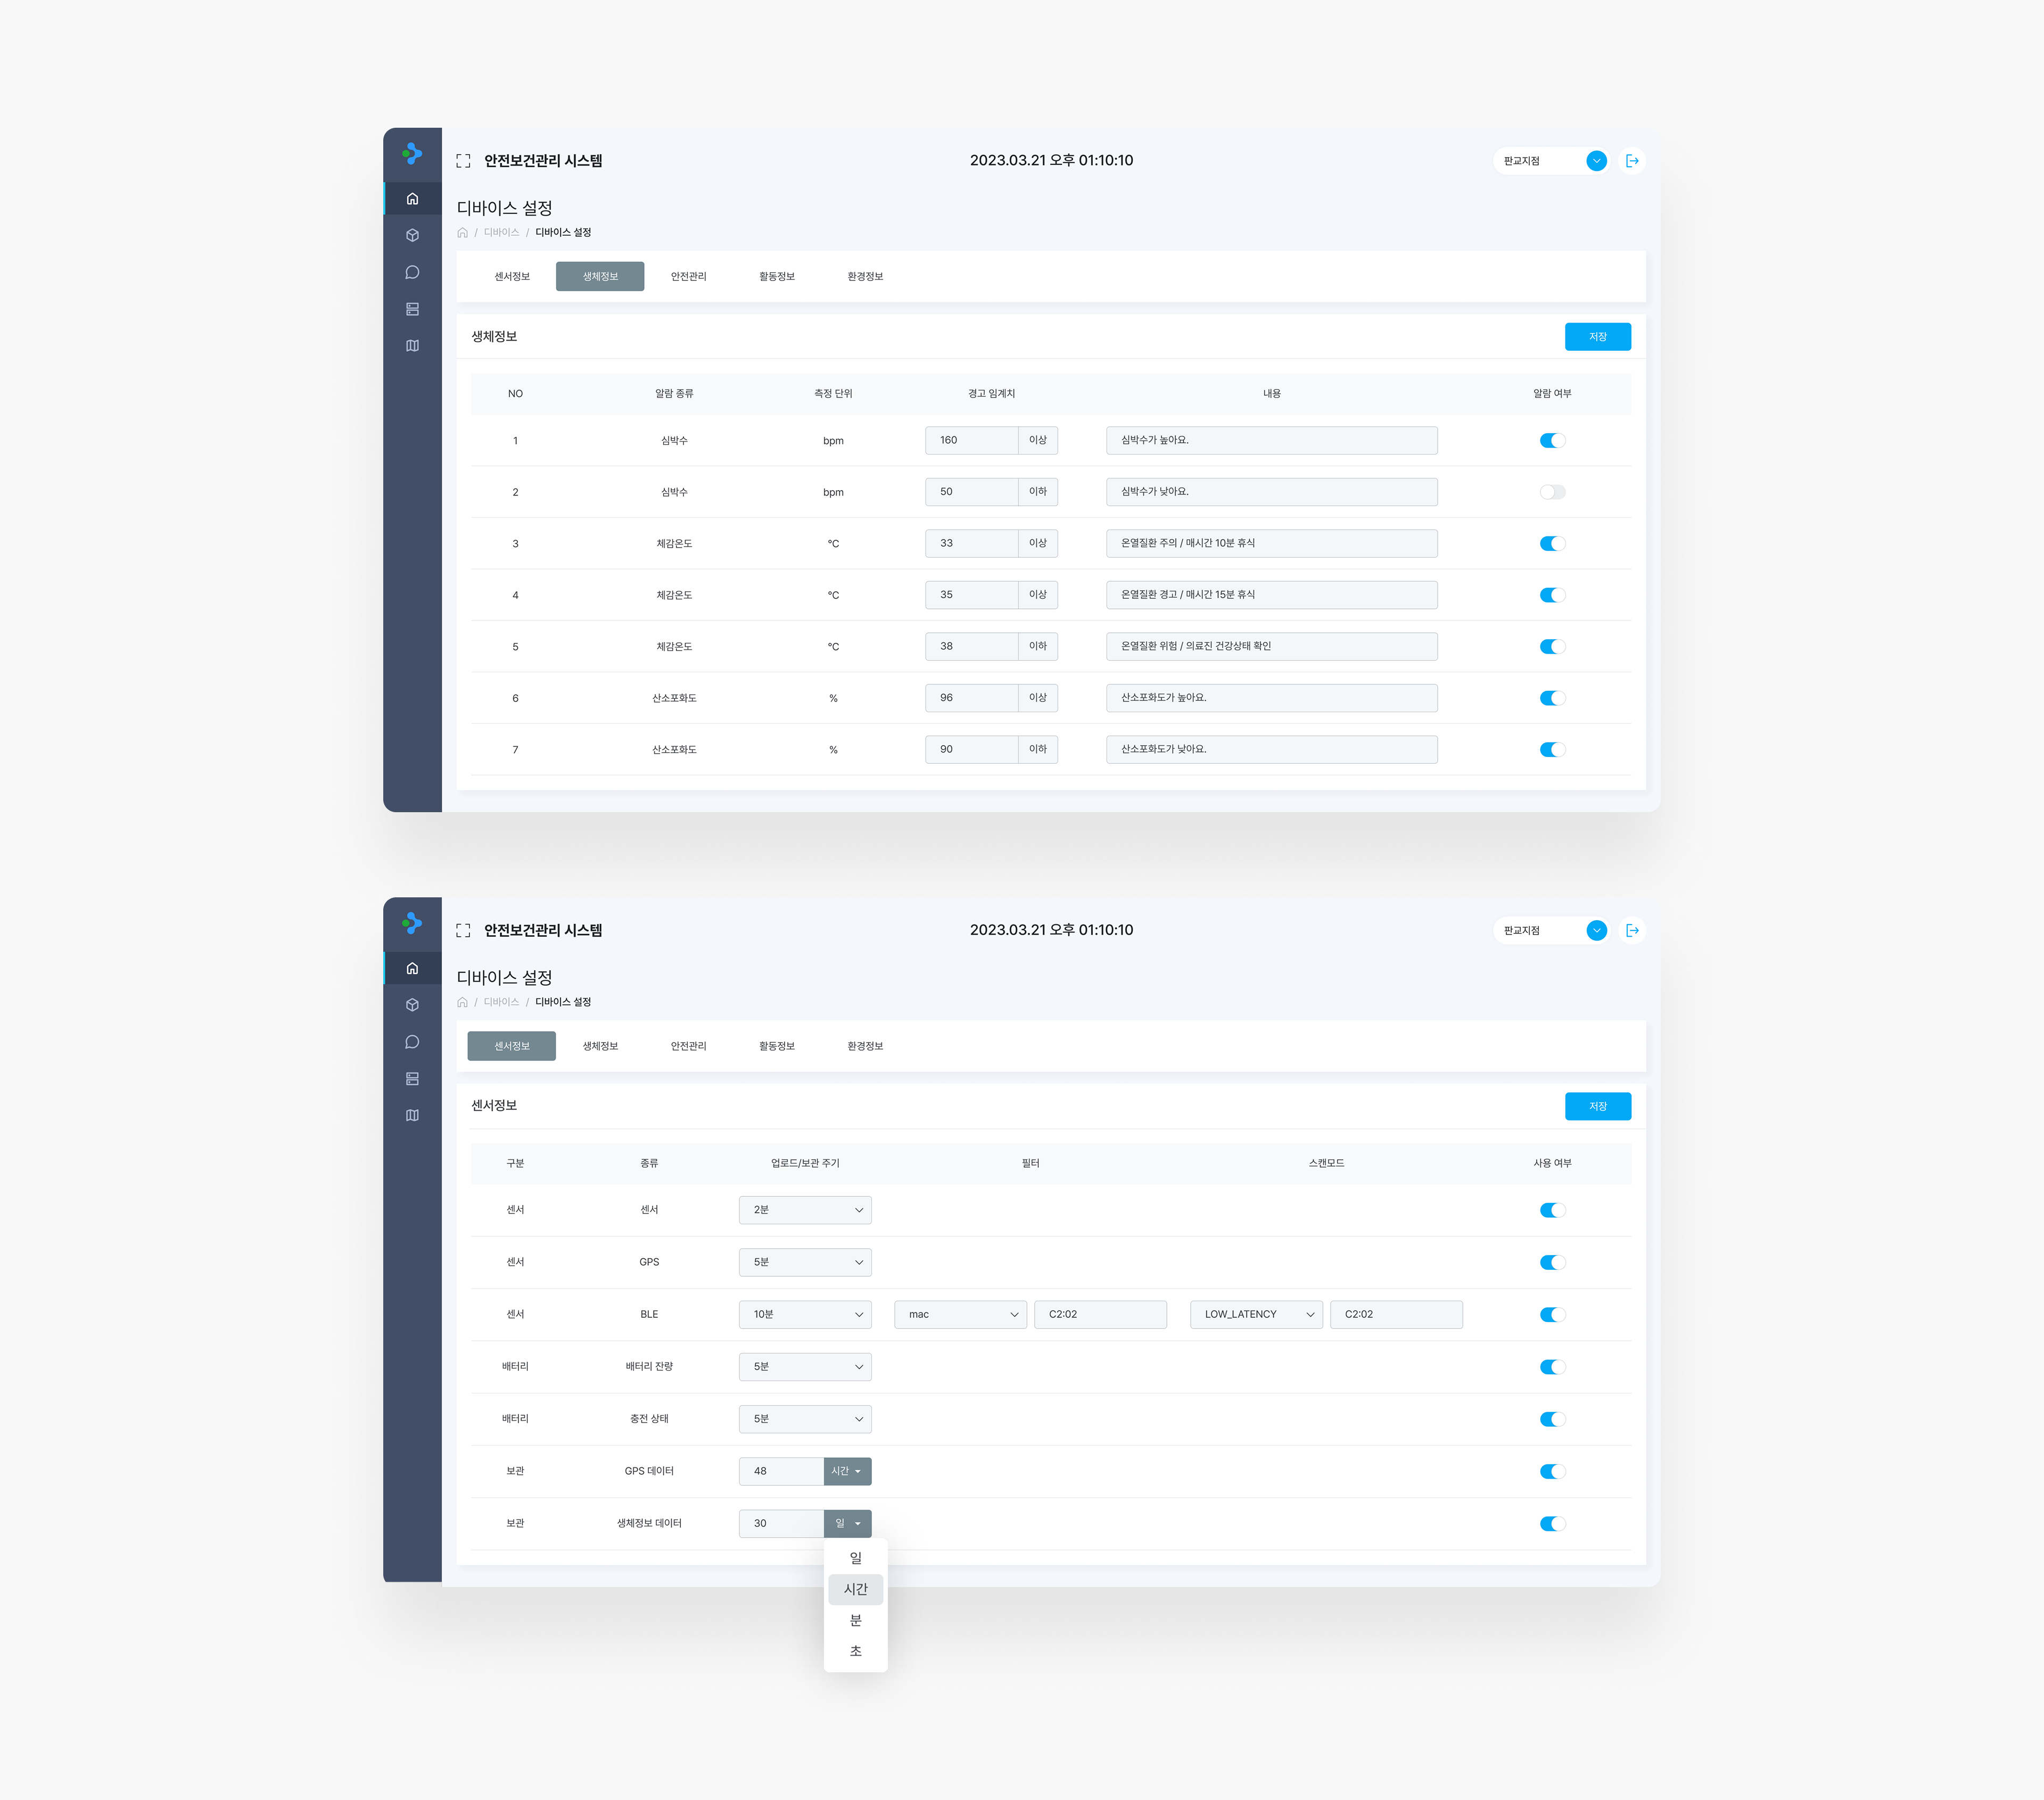 안전보건관리 시스템
2023.03.21 오후 01:10:10
판교지점
디바이스 설정
/ 디바이스 / 디바이스 설정
센서정보 생체정보 안전관리 활동정보 환경정보
생체정보
저장
NO 알람 종류 측정 단위 경고 임계치 내용 알람 여부
1 심박수 bpm 160 이상 심박수가 높아요.
2 심박수 bpm 50 이하 심박수가 낮아요.
3 체감온도 °C 33 이상 온열질환 주의 / 매시간 10분 휴식
4 체감온도 °C 35 이상 온열질환 경고 / 매시간 15분 휴식
5 체감온도 °C 38 이하 온열질환 위험 / 의료진 건강상태 확인
6 산소포화도 % 96 이상 산소포화도가 높아요.
7 산소포화도 % 90 이하 산소포화도가 낮아요.
안전보건관리 시스템
2023.03.21 오후 01:10:10
판교지점
디바이스 설정
/ 디바이스 / 디바이스 설정
센서정보 생체정보 안전관리 활동정보 환경정보
센서정보
저장
구분 종류 업로드/보관 주기 필터 스캔모드 사용 여부
센서 센서 2분
센서 GPS 5분
센서 BLE 10분 mac C2:02 LOW_LATENCY C2:02
배터리 배터리 잔량 5분
배터리 충전 상태 5분
보관 GPS 데이터 48 시간
보관 생체정보 데이터 30 일
일
시간
분
초